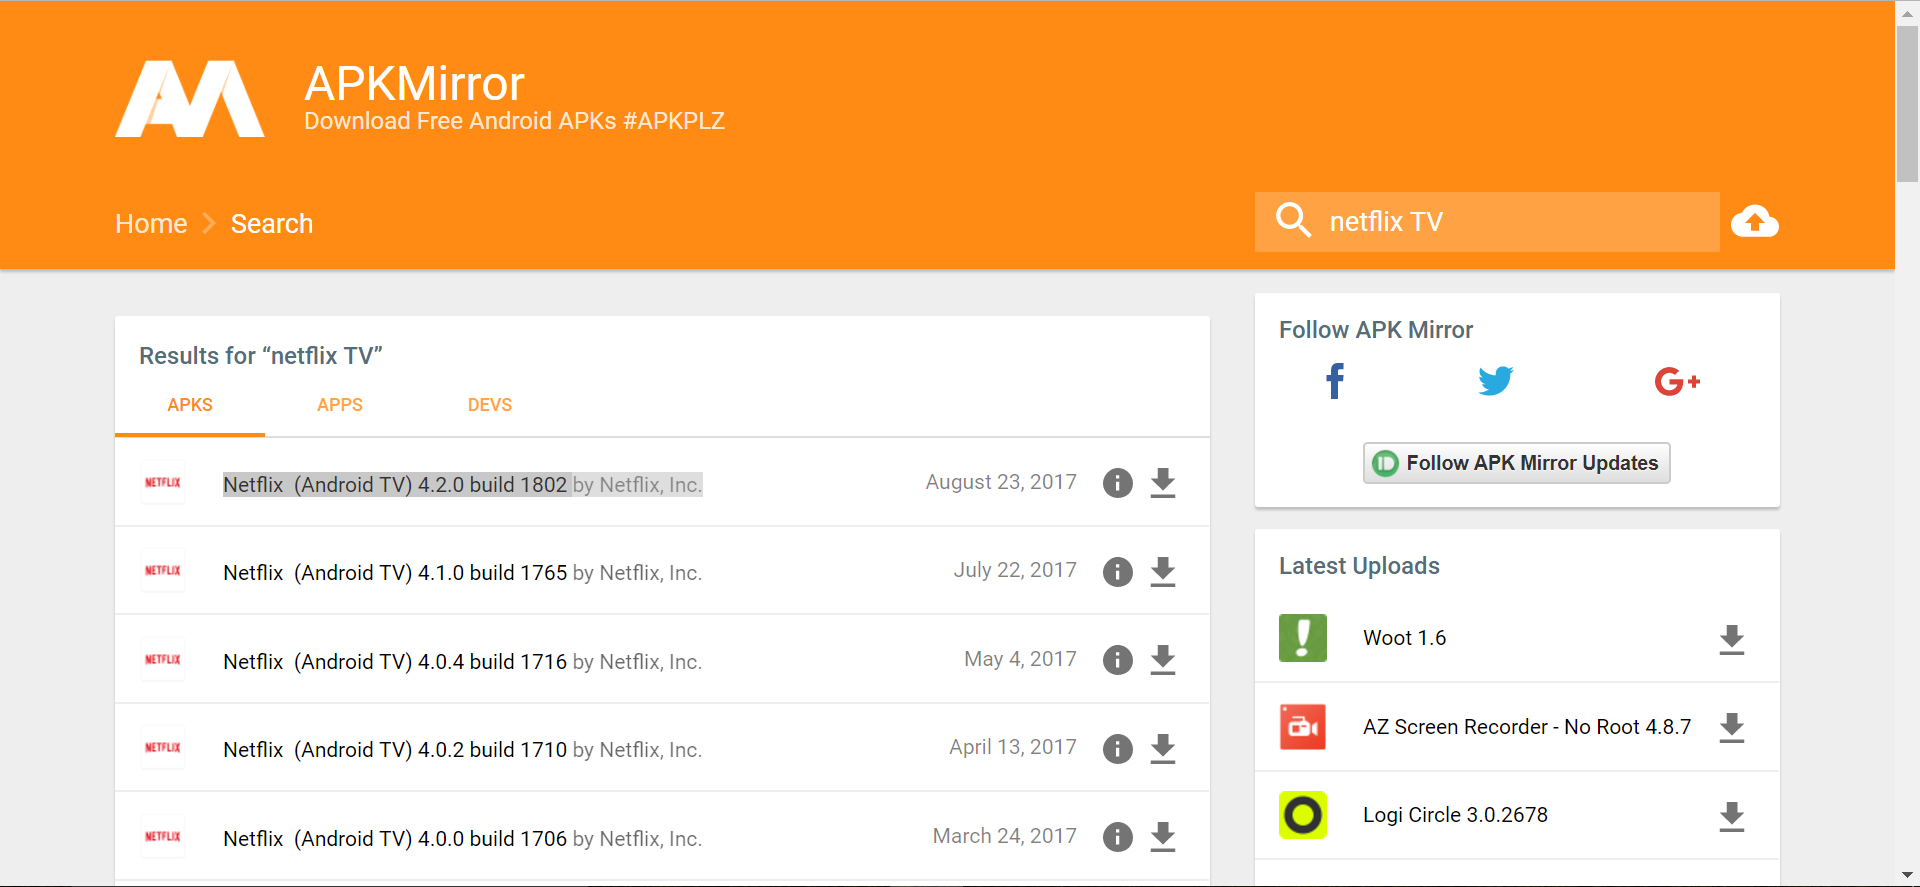 APKMirror
Download Free Android APKs #APKPLZ
Home Search
netflix TV
Results for “netflix TV”
APKS APPS DEVS
NETFLIX Netflix (Android TV) 4.2.0 build 1802 by Netflix, Inc. August 23, 2017
NETFLIX Netflix (Android TV) 4.1.0 build 1765 by Netflix, Inc. July 22, 2017
NETFLIX Netflix (Android TV) 4.0.4 build 1716 by Netflix, Inc. May 4, 2017
NETFLIX Netflix (Android TV) 4.0.2 build 1710 by Netflix, Inc. April 13, 2017
NETFLIX Netflix (Android TV) 4.0.0 build 1706 by Netflix, Inc. March 24, 2017
Follow APK Mirror
G+
Follow APK Mirror Updates
Latest Uploads
Woot 1.6
AZ Screen Recorder - No Root 4.8.7
Logi Circle 3.0.2678